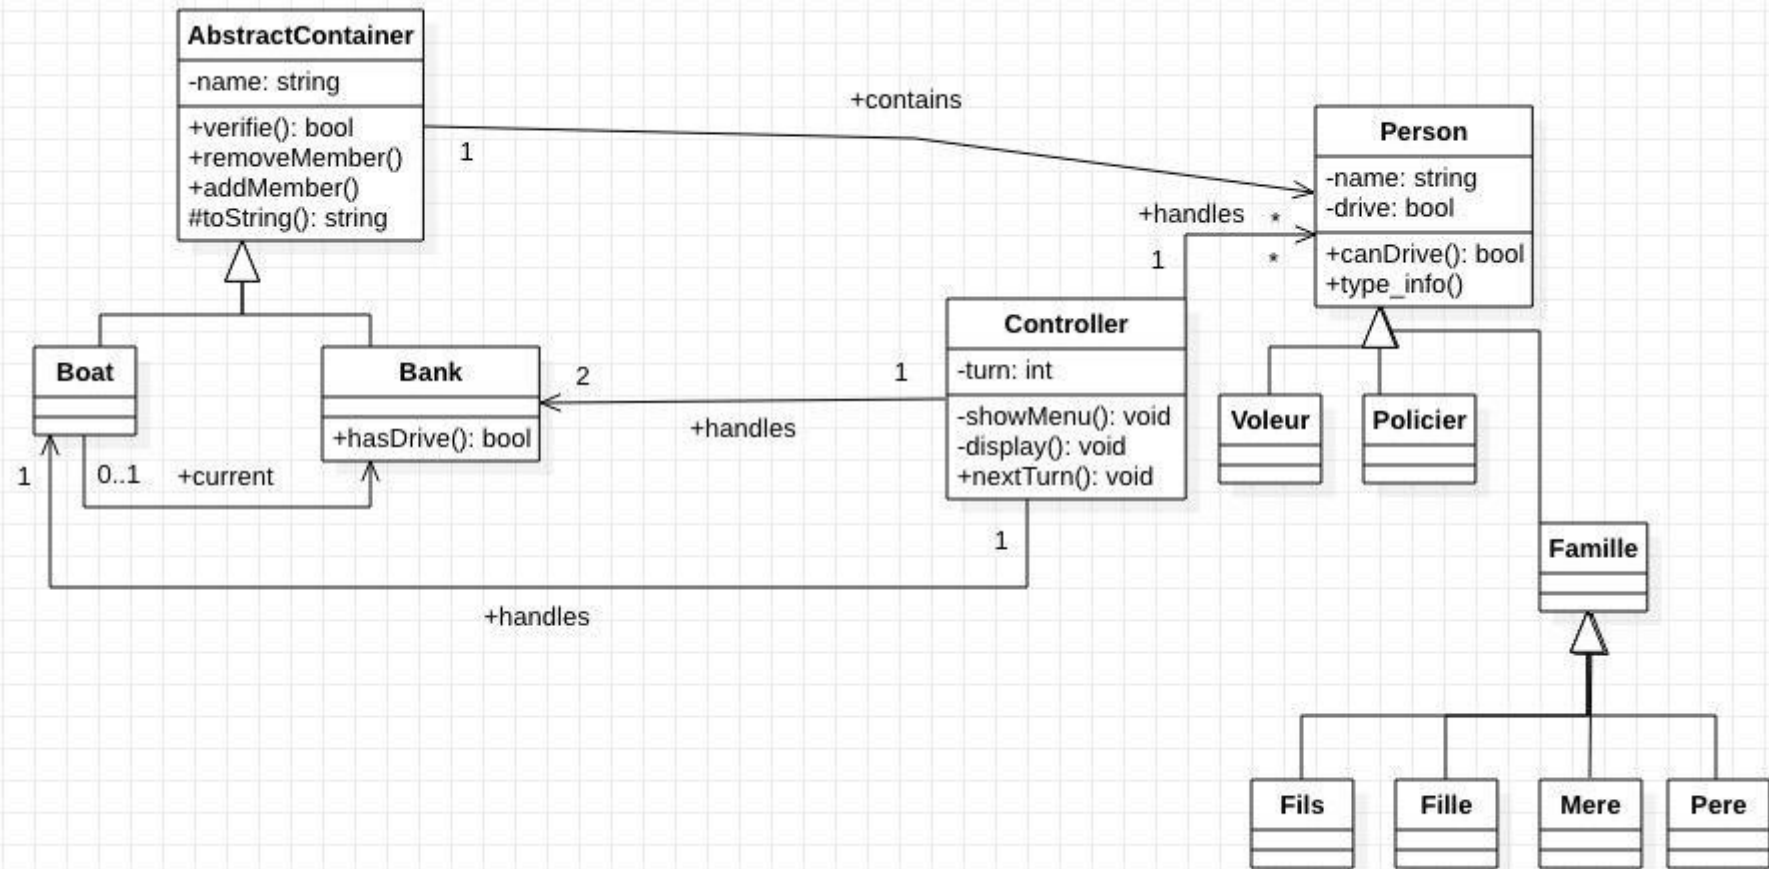 AbstractContainer
-name: string
+verifie(): bool
+removeMember()
+addMember()
#toString(): string
+contains
1
*
Person
-name: string
-drive: bool
+canDrive(): bool
+type_info()
+handles
1
*
Controller
-turn: int
-showMenu(): void
-display(): void
+nextTurn(): void
Boat
Bank
+hasDrive(): bool
2
1
+handles
1
0..1
+current
1
+handles
Voleur
Policier
Famille
Fils
Fille
Mere
Pere